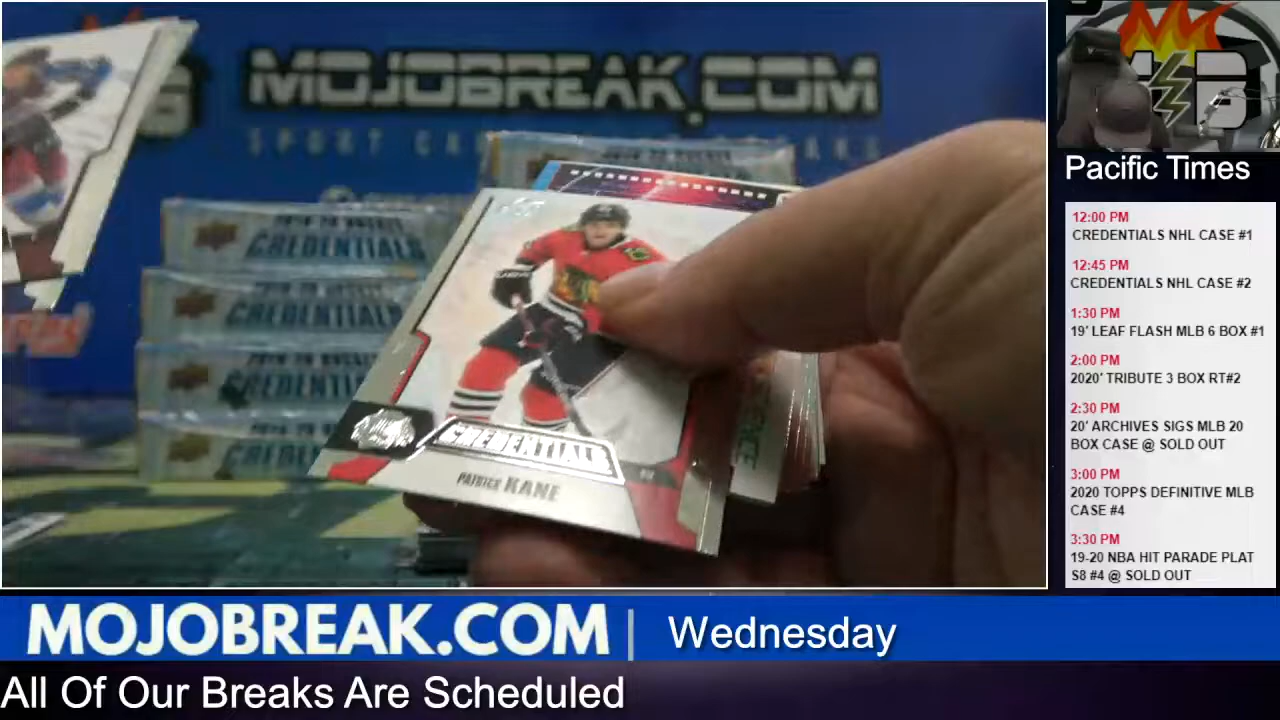 MOJOBREAK.COM
CREDENTIALS
CREDENTIALS
CREDENTIALS
PATRICK KANE
Pacific Times
12:00 PM
CREDENTIALS NHL CASE #1
12:45 PM
CREDENTIALS NHL CASE #2
1:30 PM
19' LEAF FLASH MLB 6 BOX #1
2:00 PM
2020' TRIBUTE 3 BOX RT#2
2:30 PM
20' ARCHIVES SIGS MLB 20
BOX CASE @ SOLD OUT
3:00 PM
2020 TOPPS DEFINITIVE MLB
CASE #4
3:30 PM
19-20 NBA HIT PARADE PLAT
S8 #4 @ SOLD OUT
MOJOBREAK.COM | Wednesday
All Of Our Breaks Are Scheduled